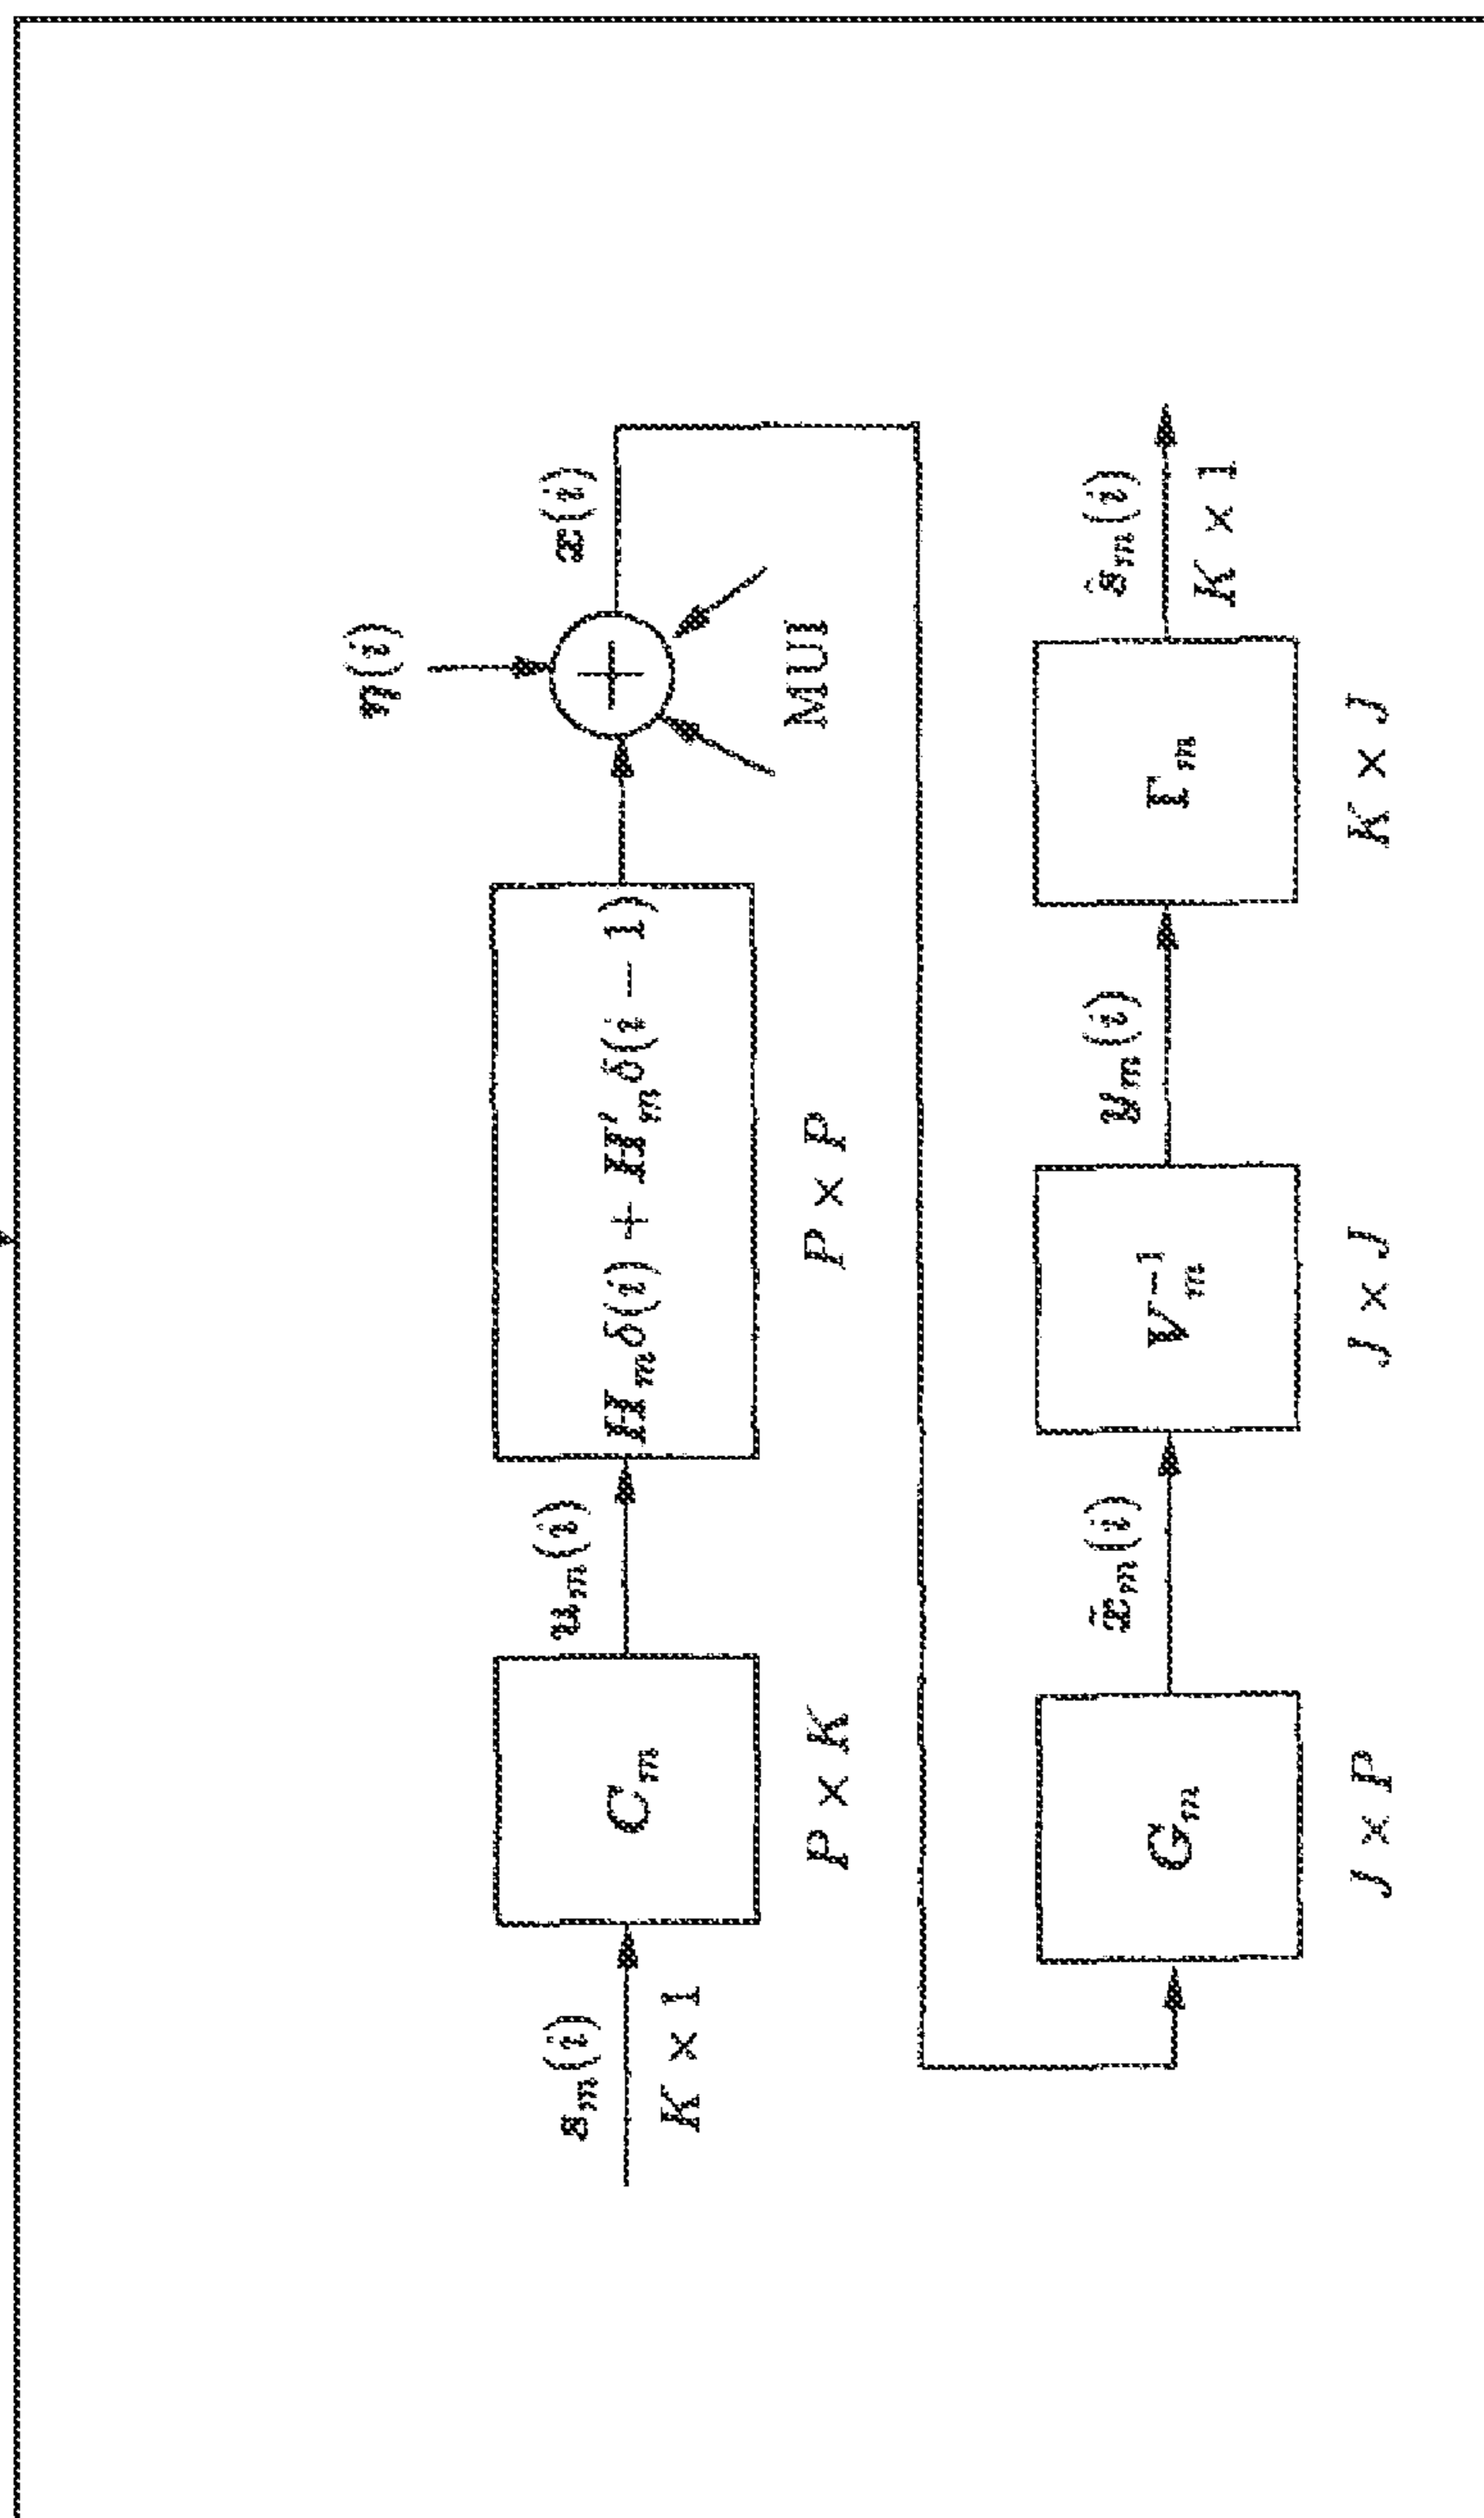 η(i)
s_m(i)
K × 1
C_m
P × K
u_m(i)
H_m δ(i) + H'_m δ(i − 1)
P × P
MUI
x(i)
G_m
J × P
x̃_m(i)
V_m^{−1}
J × J
y_m(i)
Γ_m
K × J
ŝ_m(i)
K × 1